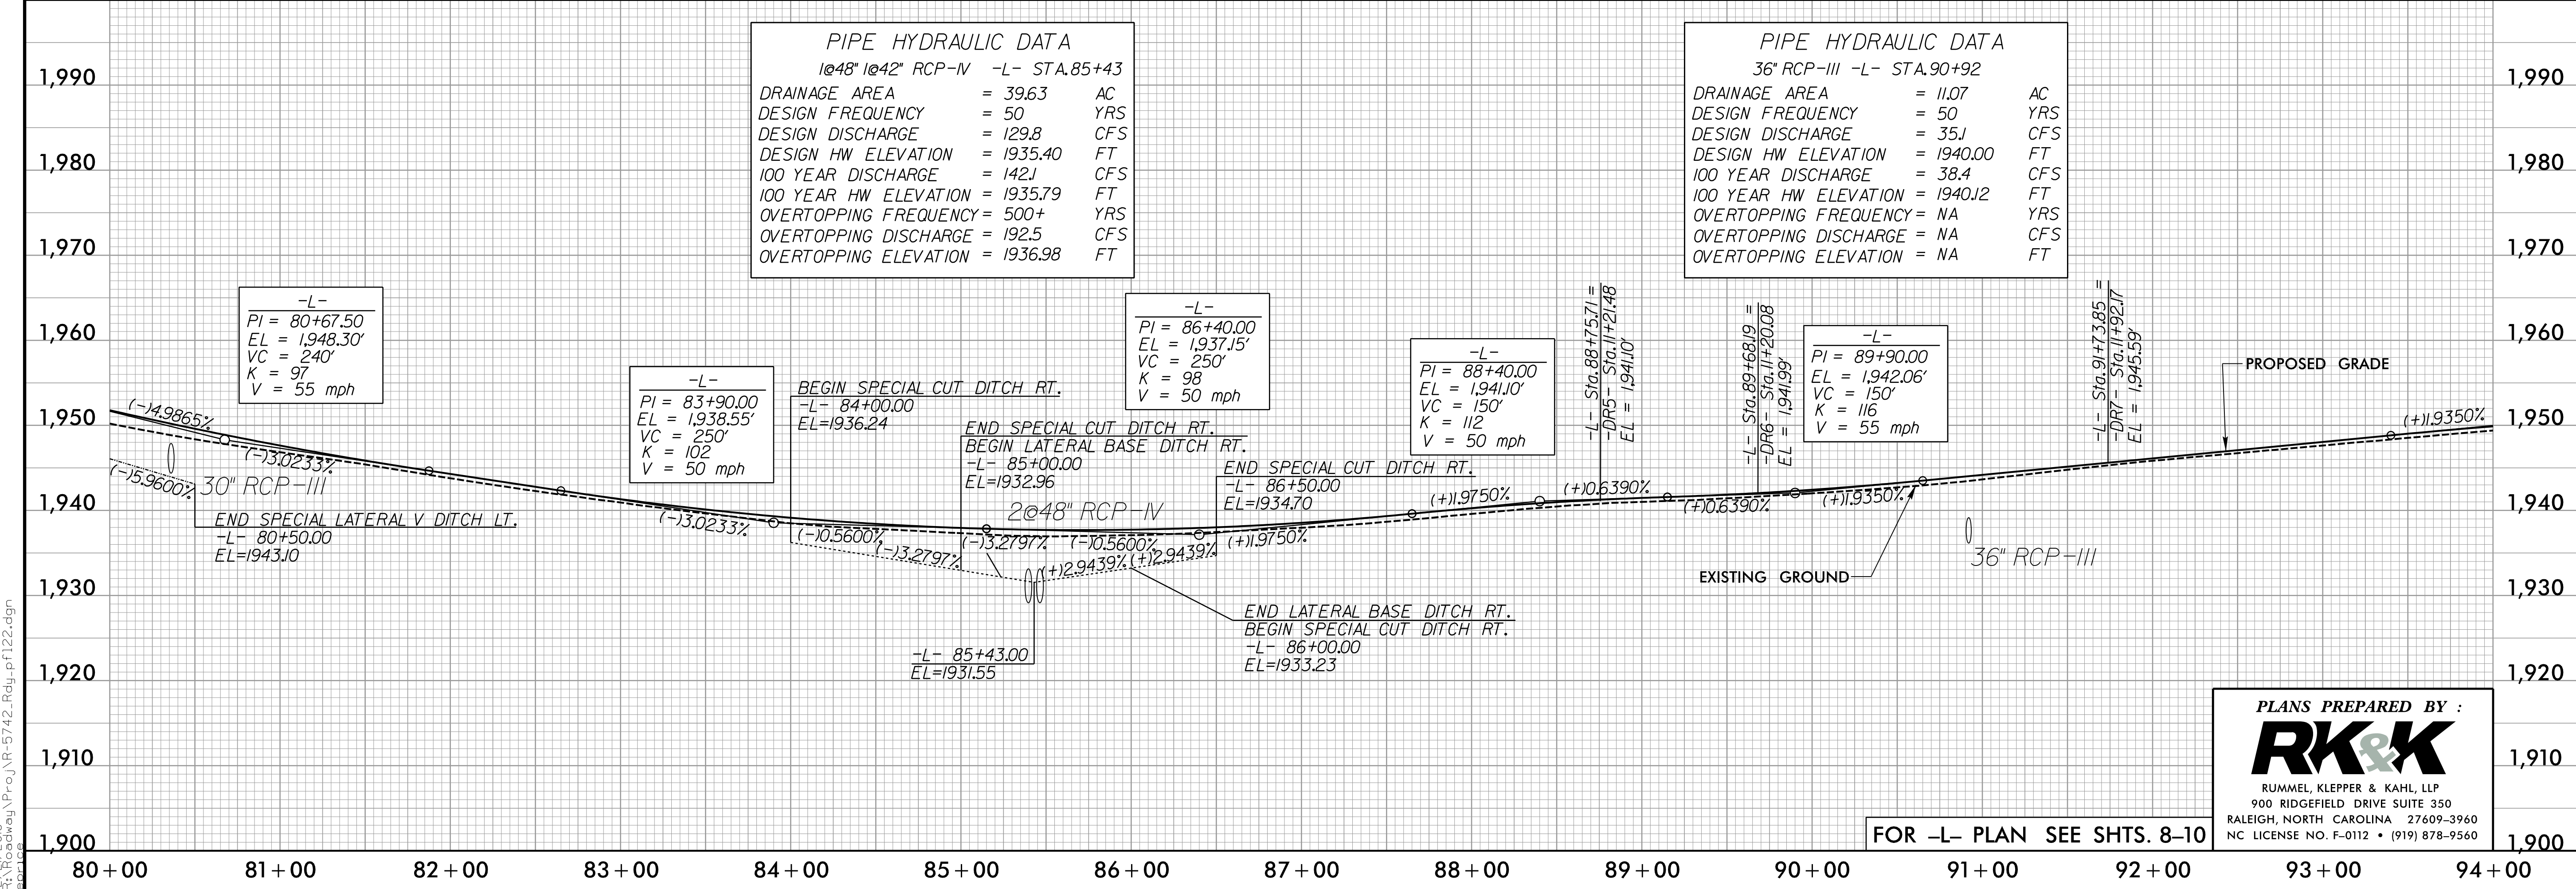 PIPE HYDRAULIC DATA
1@48" 1@42" RCP-IV -L- STA.85+43
DRAINAGE AREA = 39.63 AC
DESIGN FREQUENCY = 50 YRS
DESIGN DISCHARGE = 129.8 CFS
DESIGN HW ELEVATION = 1935.40 FT
100 YEAR DISCHARGE = 142.1 CFS
100 YEAR HW ELEVATION = 1935.79 FT
OVERTOPPING FREQUENCY = 500+ YRS
OVERTOPPING DISCHARGE = 192.5 CFS
OVERTOPPING ELEVATION = 1936.98 FT
PIPE HYDRAULIC DATA
36" RCP-III -L- STA.90+92
DRAINAGE AREA = 11.07 AC
DESIGN FREQUENCY = 50 YRS
DESIGN DISCHARGE = 35.1 CFS
DESIGN HW ELEVATION = 1940.00 FT
100 YEAR DISCHARGE = 38.4 CFS
100 YEAR HW ELEVATION = 1940.12 FT
OVERTOPPING FREQUENCY = NA YRS
OVERTOPPING DISCHARGE = NA CFS
OVERTOPPING ELEVATION = NA FT
1,990
1,980
1,970
1,960
1,950
1,940
1,930
1,920
1,910
1,900
-L-
PI = 80+67.50
EL = 1,948.30'
VC = 240'
K = 97
V = 55 mph
-L-
PI = 83+90.00
EL = 1,938.55'
VC = 250'
K = 102
V = 50 mph
-L-
PI = 86+40.00
EL = 1,937.15'
VC = 250'
K = 98
V = 50 mph
-L-
PI = 88+40.00
EL = 1,941.10'
VC = 150'
K = 112
V = 50 mph
-L-
PI = 89+90.00
EL = 1,942.06'
VC = 150'
K = 116
V = 55 mph
-L- Sta.88+75.71 =
-DR5- Sta.11+21.48
EL = 1,941.10'
-L- Sta.89+68.19 =
-DR6- Sta.11+20.08
EL = 1,941.99'
-L- Sta.91+73.85 =
-DR7- Sta.11+92.17
EL = 1,945.59'
PROPOSED GRADE
EXISTING GROUND
(-)4.9865%
(-)3.0233%
(-)5.9600%
30" RCP-III
END SPECIAL LATERAL V DITCH LT.
-L- 80+50.00
EL=1943.10
(-)3.0233%
BEGIN SPECIAL CUT DITCH RT.
-L- 84+00.00
EL=1936.24
(-)0.5600%
(-)3.2797%
END SPECIAL CUT DITCH RT.
BEGIN LATERAL BASE DITCH RT.
-L- 85+00.00
EL=1932.96
2@48" RCP-IV
(-)3.2797%
(-)0.5600%
(+)2.9439%
(+)2.9439%
(+)1.9750%
END SPECIAL CUT DITCH RT.
-L- 86+50.00
EL=1934.70
-L- 85+43.00
EL=1931.55
END LATERAL BASE DITCH RT.
BEGIN SPECIAL CUT DITCH RT.
-L- 86+00.00
EL=1933.23
(+)1.9750%
(+)0.6390%
(+)0.6390%
(+)1.9350%
36" RCP-III
(+)1.9350%
1,990
1,980
1,970
1,960
1,950
1,940
1,930
1,920
1,910
1,900
PLANS PREPARED BY :
RK&K
RUMMEL, KLEPPER & KAHL, LLP
900 RIDGEFIELD DRIVE SUITE 350
RALEIGH, NORTH CAROLINA 27609-3960
NC LICENSE NO. F-0112 • (919) 878-9560
FOR -L- PLAN SEE SHTS. 8-10
80+00
81+00
82+00
83+00
84+00
85+00
86+00
87+00
88+00
89+00
90+00
91+00
92+00
93+00
94+00
R:\Roadway\Proj\R-5742_Rdy_pfl22.dgn